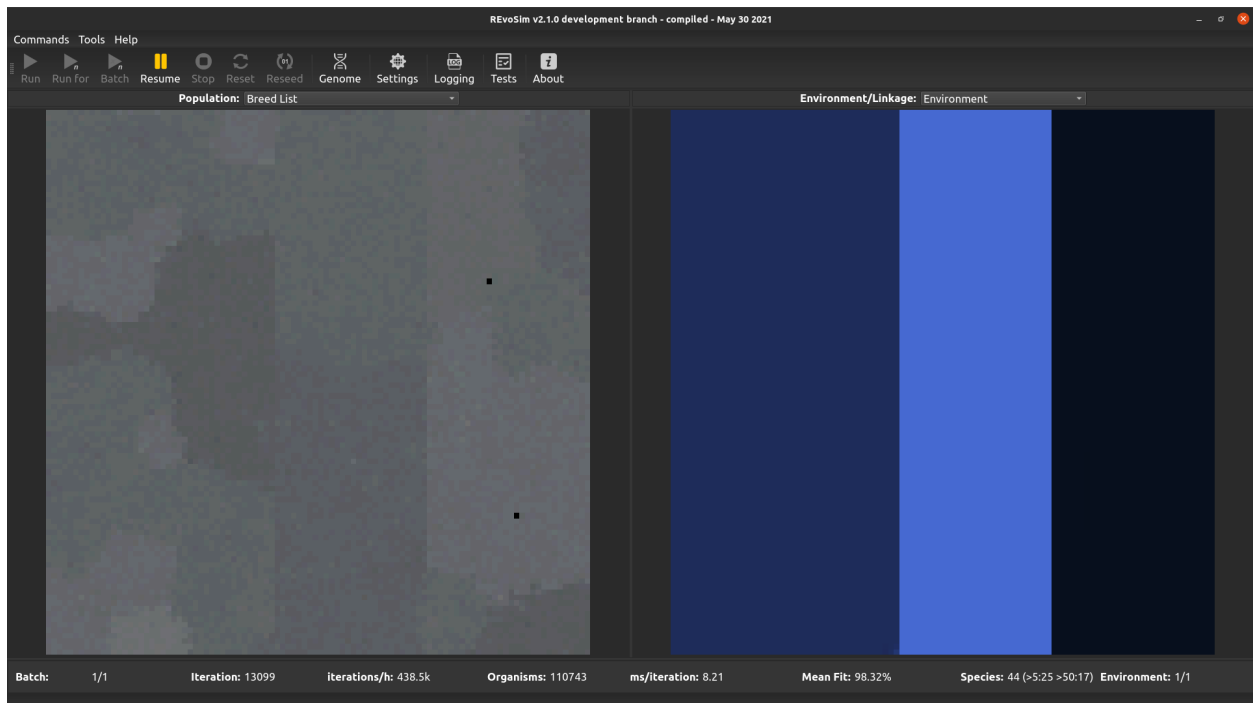 REvoSim v2.1.0 development branch - compiled - May 30 2021
Commands Tools Help
Run Run for Batch Resume Stop Reset Reseed Genome Settings Logging Tests About
Population: Breed List Environment/Linkage: Environment
Batch: 1/1 Iteration: 13099 iterations/h: 438.5k Organisms: 110743 ms/iteration: 8.21 Mean Fit: 98.32% Species: 44 (>5:25 >50:17) Environment: 1/1